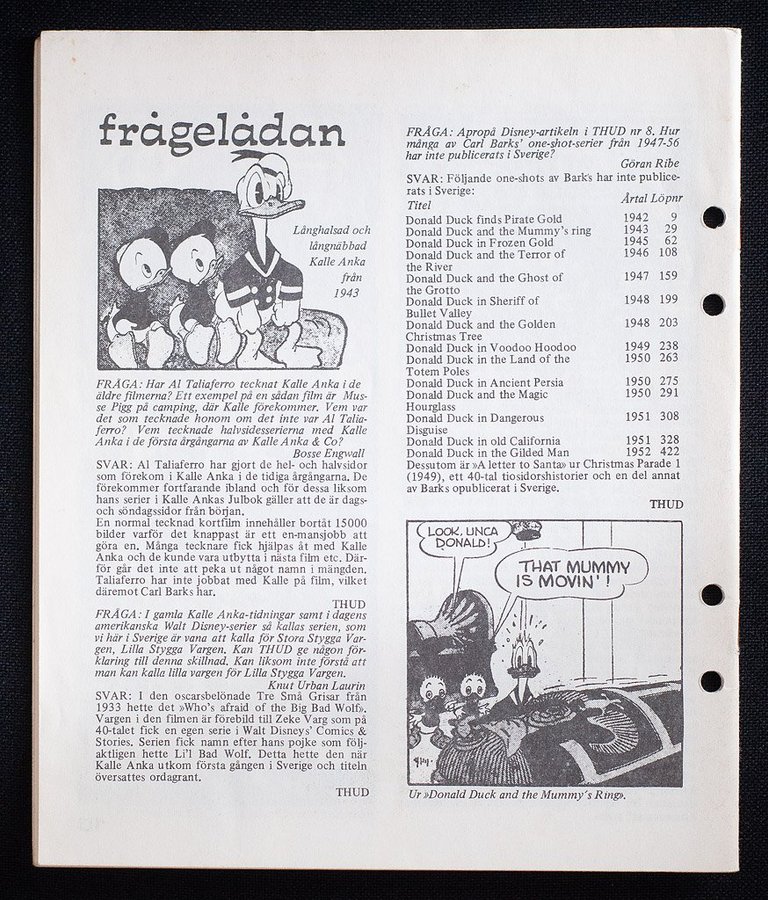 frågelådan
Långhalsad och
långnäbbad
Kalle Anka
från
1943
FRÅGA: Har Al Taliaferro tecknat Kalle Anka i de
äldre filmerna? Ett exempel på en sådan film är Mus-
se Pigg på camping, där Kalle förekommer. Vem var
det som tecknade honom om det inte var Al Talia-
ferro? Vem tecknade halvsidesserierna med Kalle
Anka i de första årgångarna av Kalle Anka & Co?
Bosse Engwall
SVAR: Al Taliaferro har gjort de hel- och halvsidor
som förekom i Kalle Anka i de tidiga årgångarna. De
förekommer fortfarande ibland och för dessa liksom
hans serier i Kalle Ankas Julbok gäller att de är dags-
och söndagssidor från början.
En normal tecknad kortfilm innehåller bortåt 15000
bilder varför det knappast är ett en-mansjobb att
göra en. Många tecknare fick hjälpas åt med Kalle
Anka och de kunde vara utbytta i nästa film etc. Där-
för går det inte att peka ut något namn i mängden.
Taliaferro har inte jobbat med Kalle på film, vilket
däremot Carl Barks har.
THUD
FRÅGA: I gamla Kalle Anka-tidningar samt i dagens
amerikanska Walt Disney-serier så kallas serien, som
vi här i Sverige är vana att kalla för Stora Stygga Var-
gen, Lilla Stygga Vargen. Kan THUD ge någon för-
klaring till denna skillnad. Kan liksom inte förstå att
man kan kalla lilla vargen för Lilla Stygga Vargen.
Knut Urban Laurin
SVAR: I den oscarsbelönade Tre Små Grisar från
1933 hette det »Who's afraid of the Big Bad Wolf».
Vargen i den filmen är förebild till Zeke Varg som på
40-talet fick en egen serie i Walt Disneys' Comics &
Stories. Serien fick namn efter hans pojke som följ-
aktligen hette Li'l Bad Wolf. Detta hette den när
Kalle Anka utkom första gången i Sverige och titeln
översattes ordagrant.
THUD
FRÅGA: Apropå Disney-artikeln i THUD nr 8. Hur
många av Carl Barks' one-shot-serier från 1947-56
har inte publicerats i Sverige?
Göran Ribe
SVAR: Följande one-shots av Barks har inte publice-
rats i Sverige:
Titel Årtal Löpnr
Donald Duck finds Pirate Gold 1942 9
Donald Duck and the Mummy's ring 1943 29
Donald Duck in Frozen Gold 1945 62
Donald Duck and the Terror of 1946 108
the River
Donald Duck and the Ghost of 1947 159
the Grotto
Donald Duck in Sheriff of 1948 199
Bullet Valley
Donald Duck and the Golden 1948 203
Christmas Tree
Donald Duck in Voodoo Hoodoo 1949 238
Donald Duck in the Land of the 1950 263
Totem Poles
Donald Duck in Ancient Persia 1950 275
Donald Duck and the Magic 1950 291
Hourglass
Donald Duck in Dangerous 1951 308
Disguise
Donald Duck in old California 1951 328
Donald Duck in the Gilded Man 1952 422
Dessutom är »A letter to Santa» ur Christmas Parade 1
(1949), ett 40-tal tiosidorshistorier och en del annat
av Barks opublicerat i Sverige.
THUD
LOOK, UNCA
DONALD!
THAT MUMMY
IS MOVIN'!
Ur »Donald Duck and the Mummy's Ring».